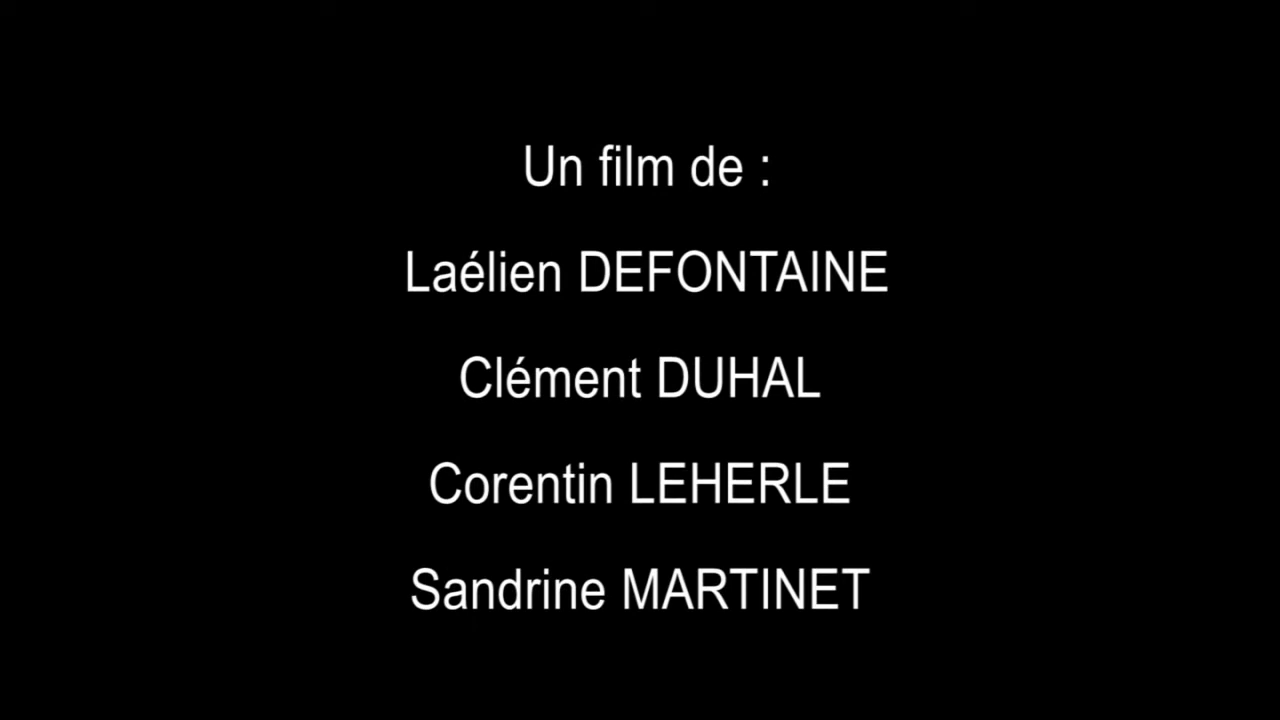 Un film de :
Laélien DEFONTAINE
Clément DUHAL
Corentin LEHERLE
Sandrine MARTINET